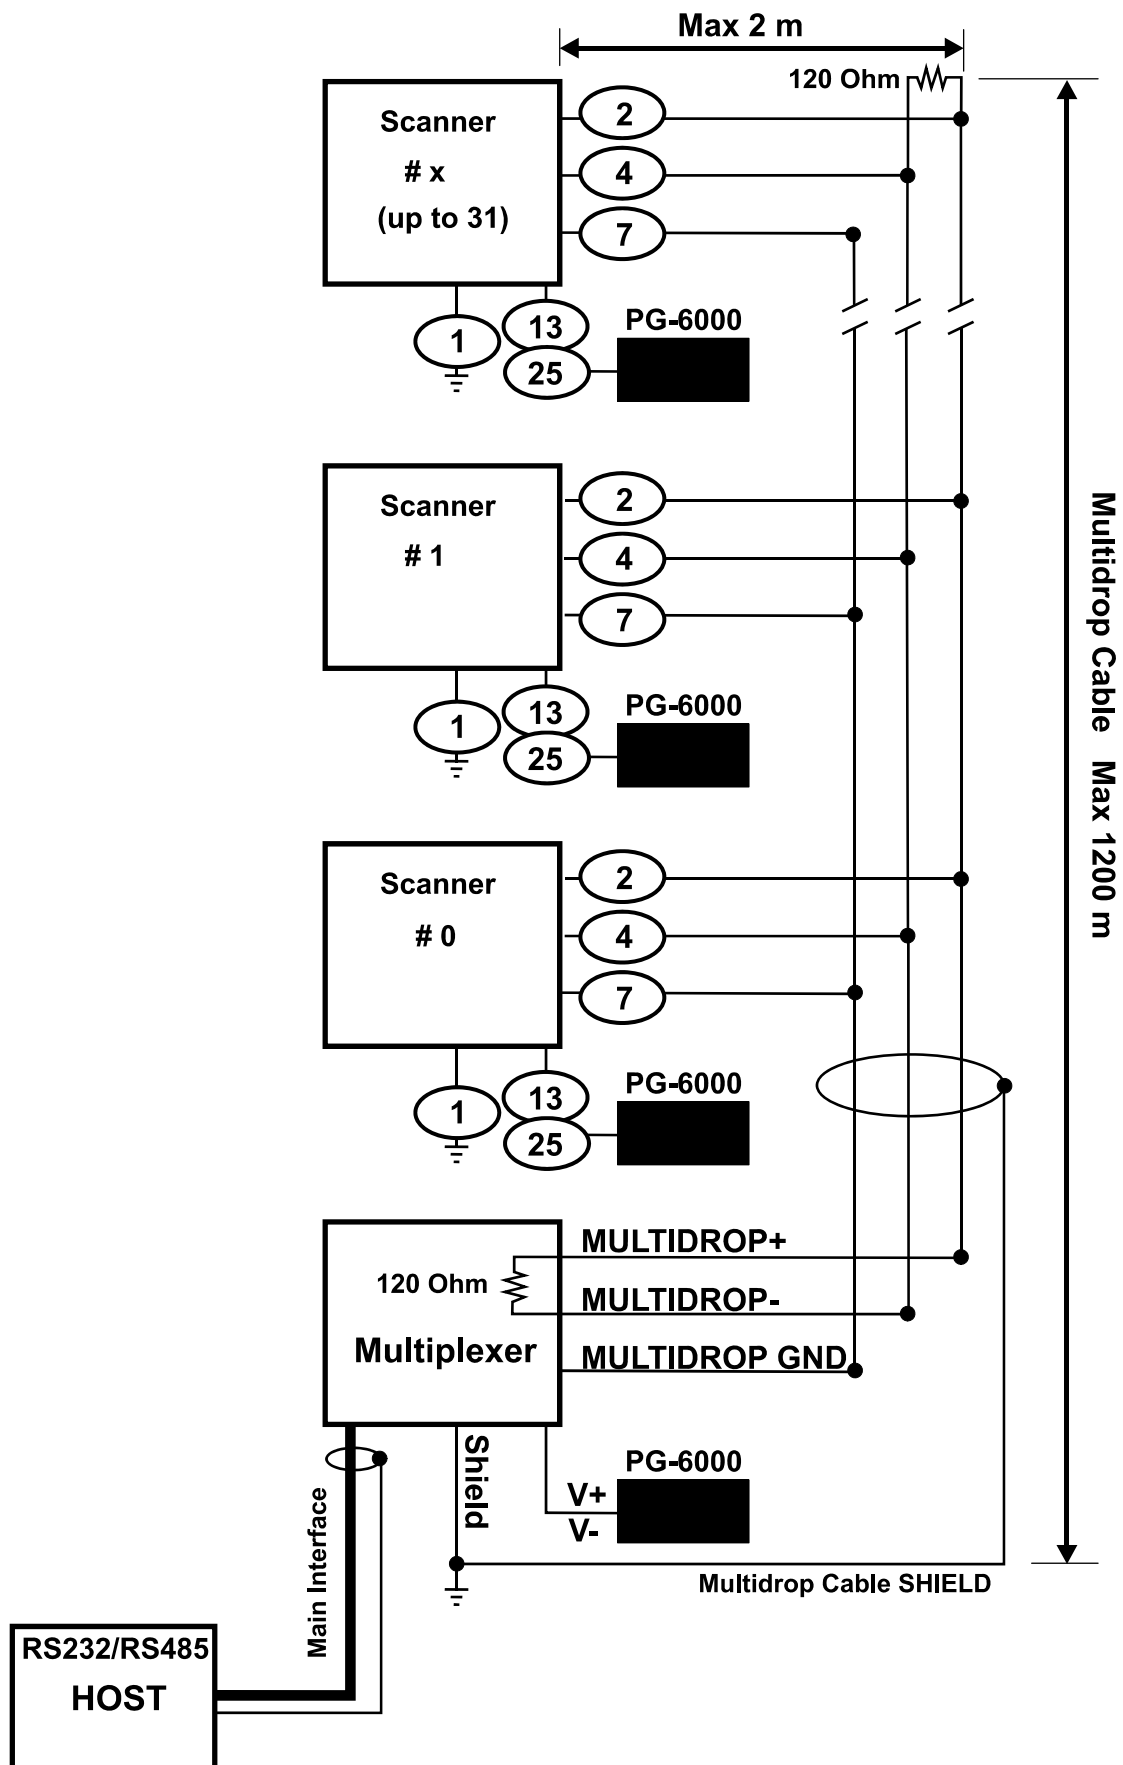 Max 2 m
120 Ohm
Scanner
# x
(up to 31)
2
4
7
1
13
25
PG-6000
Scanner
# 1
2
4
7
1
13
25
PG-6000
Scanner
# 0
2
4
7
1
13
25
PG-6000
Multidrop Cable Max 1200 m
MULTIDROP+
120 Ohm
MULTIDROP-
Multiplexer
MULTIDROP GND
Shield
PG-6000
V+
V-
Main Interface
Multidrop Cable SHIELD
RS232/RS485
HOST